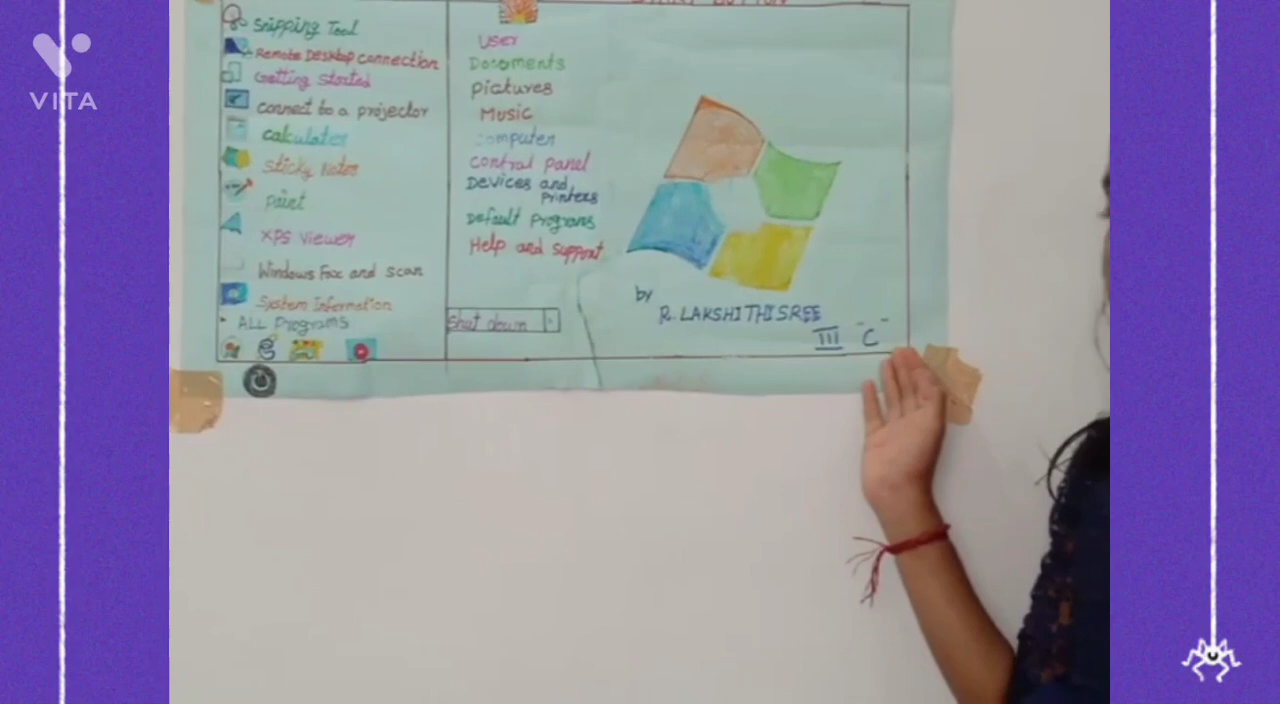 VITA
Snipping Tool
Remote Desktop connection
Getting Started
connect to a projector
calculator
Sticky Notes
paint
XPS Viewer
Windows Fax and scan
System Information
ALL Programs
User
Documents
pictures
Music
computer
control panel
Devices and
Printers
Default Programs
Help and Support
Shut down
by
R. LAKSHITHISREE
III "C"